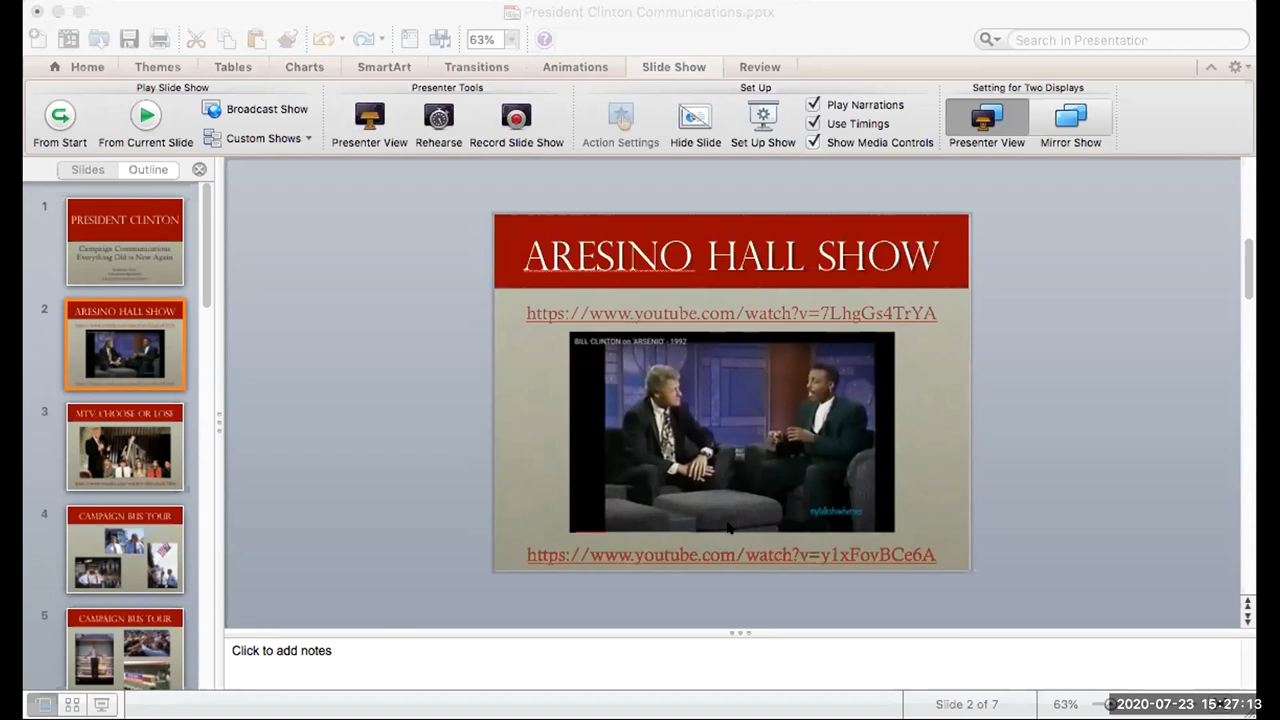 President Clinton Communications.pptx
63%
Search in Presentation
Home Themes Tables Charts SmartArt Transitions Animations Slide Show Review
Play Slide Show Presenter Tools Set Up Setting for Two Displays
From Start
From Current Slide
Broadcast Show
Custom Shows
Presenter View
Rehearse
Record Slide Show
Action Settings
Hide Slide
Set Up Show
Play Narrations
Use Timings
Show Media Controls
Presenter View
Mirror Show
Slides Outline
1
PRESIDENT CLINTON
Campaign Communications
Everything Old is New Again
2
ARESINO HALL SHOW
3
MTV: CHOOSE OR LOSE
4
CAMPAIGN BUS TOUR
5
CAMPAIGN BUS TOUR
ARESINO HALL SHOW
https://www.youtube.com/watch?v=7LhgGs4TrYA
BILL CLINTON on 'ARSENIO' - 1992
mytalkshowheroes
https://www.youtube.com/watch?v=y1xFovBCe6A
Click to add notes
Slide 2 of 7
63%
2020-07-23 15:27:13